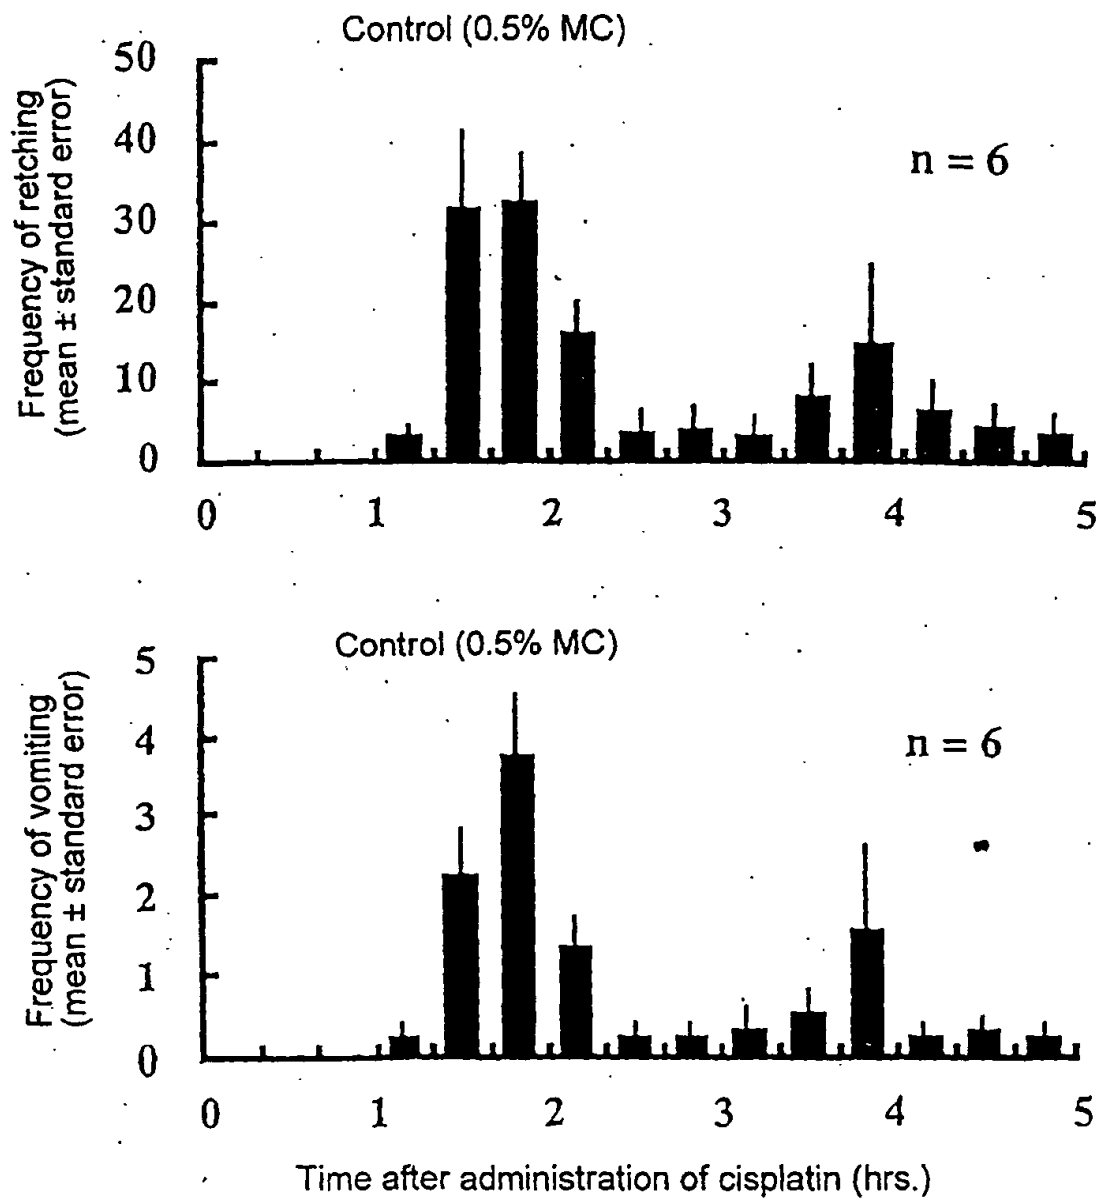 Control (0.5% MC)
Frequency of retching
(mean ± standard error)
50
40
30
20
10
0
n = 6
0 1 2 3 4 5
Control (0.5% MC)
Frequency of vomiting
(mean ± standard error)
5
4
3
2
1
0
n = 6
0 1 2 3 4 5
Time after administration of cisplatin (hrs.)